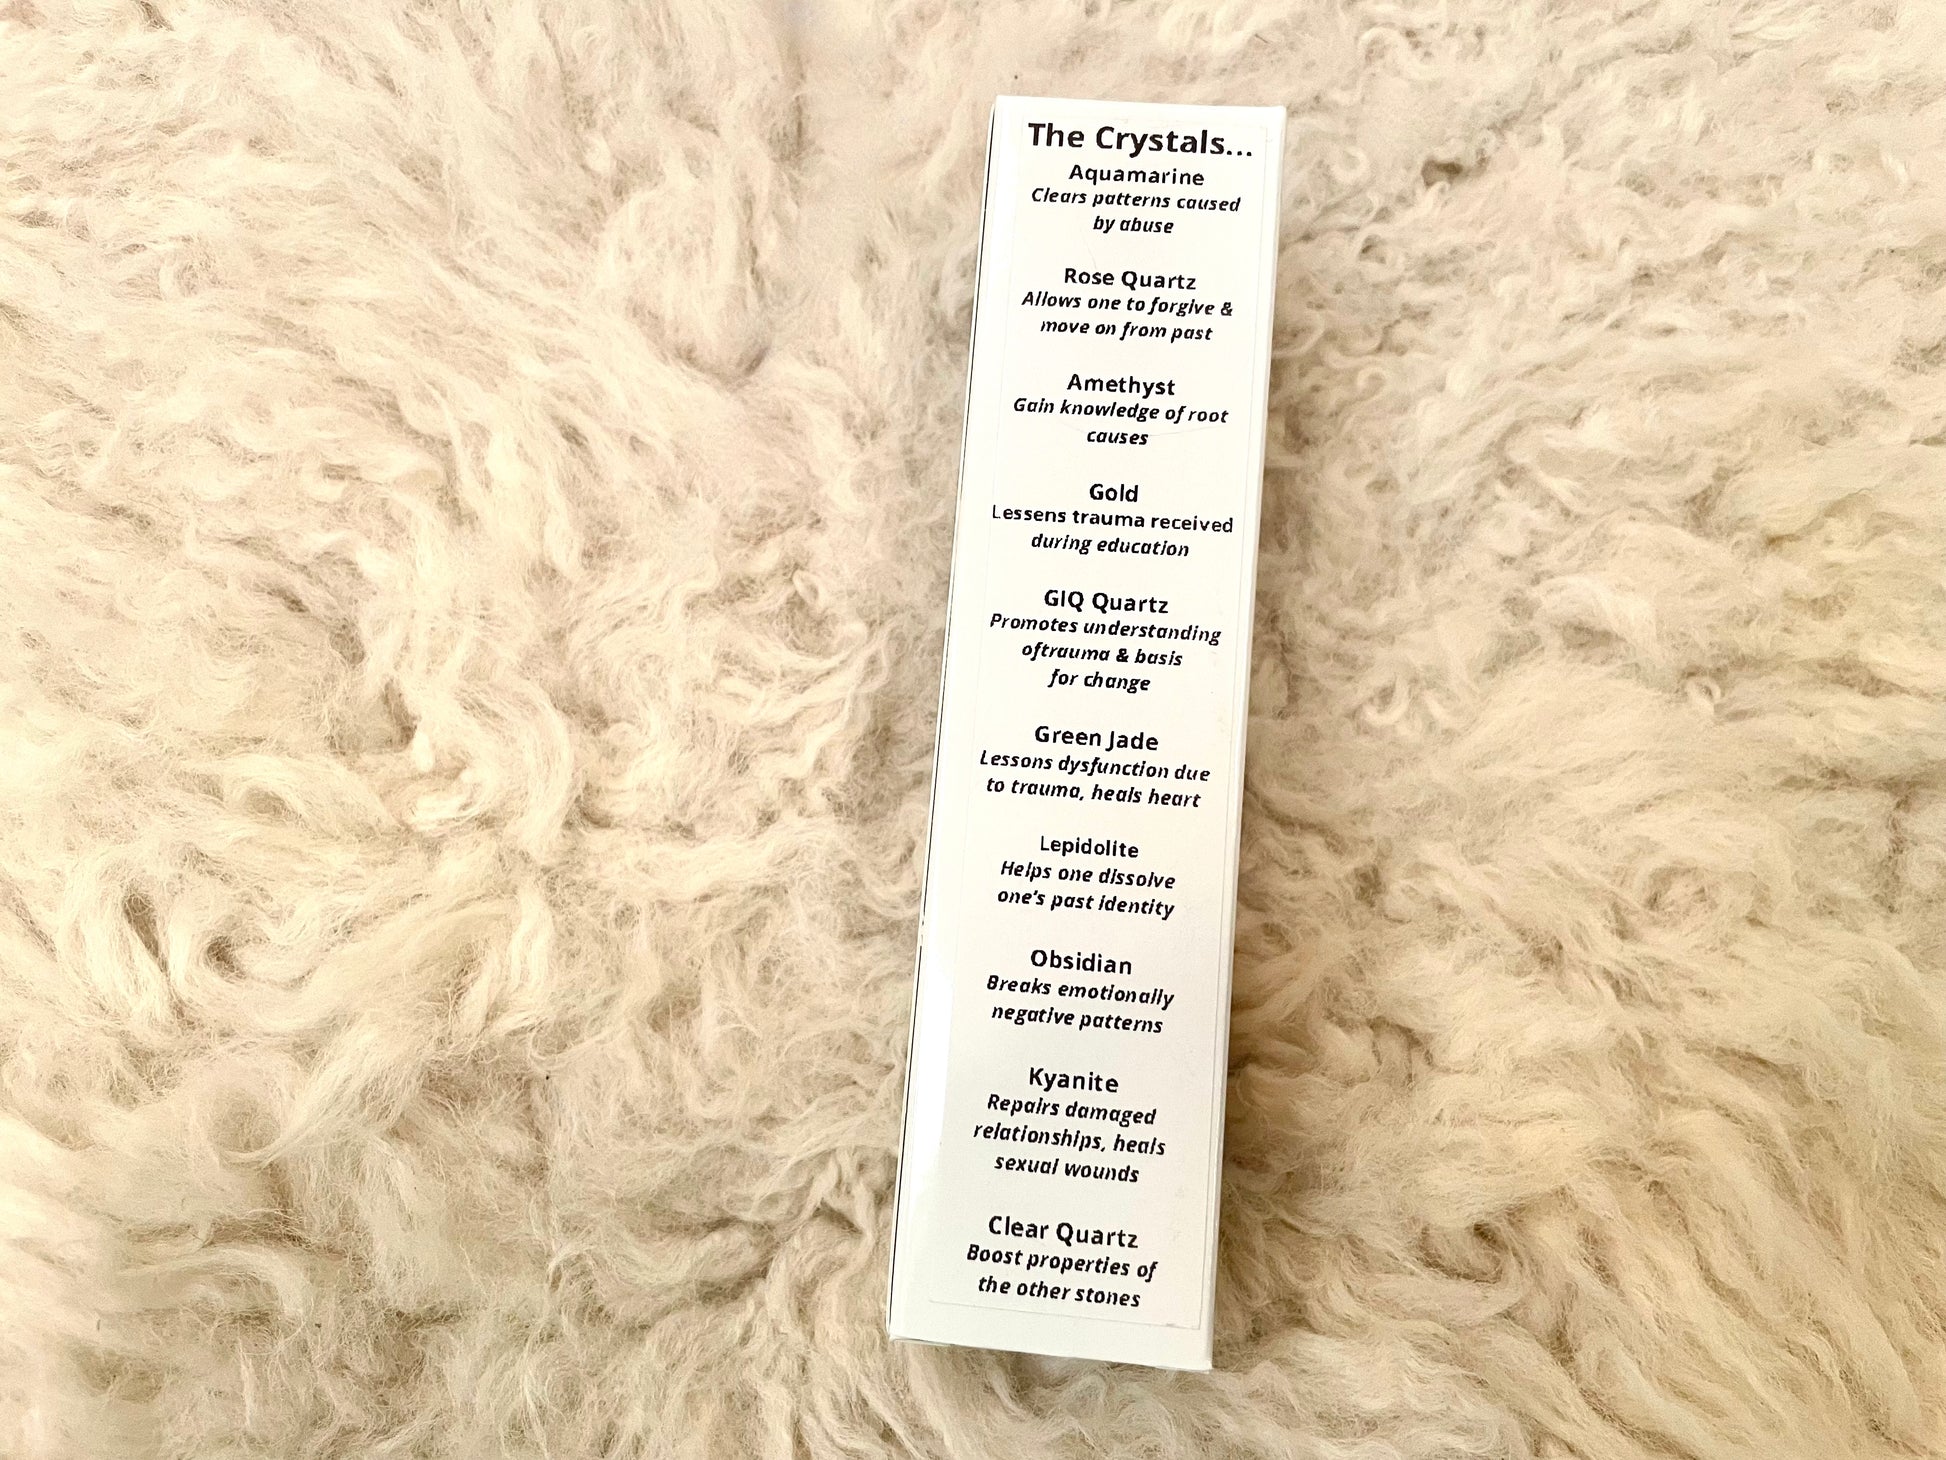 The Crystals...
Aquamarine
Clears patterns caused
by abuse
Rose Quartz
Allows one to forgive &
move on from past
Amethyst
Gain knowledge of root
causes
Gold
Lessens trauma received
during education
GIQ Quartz
Promotes understanding
oftrauma & basis
for change
Green Jade
Lessons dysfunction due
to trauma, heals heart
Lepidolite
Helps one dissolve
one's past identity
Obsidian
Breaks emotionally
negative patterns
Kyanite
Repairs damaged
relationships, heals
sexual wounds
Clear Quartz
Boost properties of
the other stones